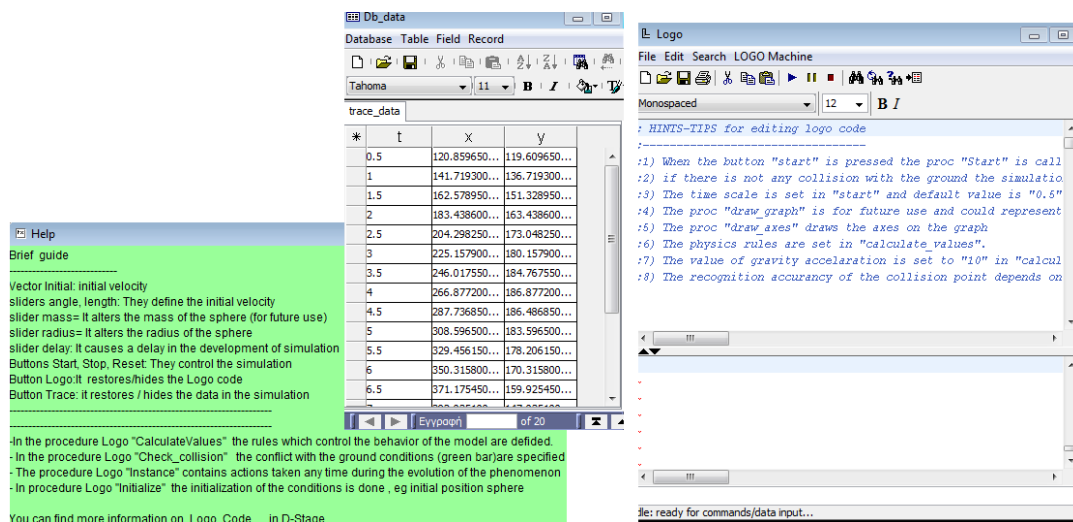 Db_data
Database Table Field Record
Tahoma 11 B I
trace_data
* t x y
0.5 120.859650... 119.609650...
1 141.719300... 136.719300...
1.5 162.578950... 151.328950...
2 183.438600... 163.438600...
2.5 204.298250... 173.048250...
3 225.157900... 180.157900...
3.5 246.017550... 184.767550...
4 266.877200... 186.877200...
4.5 287.736850... 186.486850...
5 308.596500... 183.596500...
5.5 329.456150... 178.206150...
6 350.315800... 170.315800...
6.5 371.175450... 159.925450...
Εγγραφή of 20
Help
Brief guide
----------------------------
Vector Initial: initial velocity
sliders angle, length: They define the initial velocity
slider mass= It alters the mass of the sphere (for future use)
slider radius= It alters the radius of the sphere
slider delay: It causes a delay in the development of simulation
Buttons Start, Stop, Reset: They control the simulation
Button Logo:It restores/hides the Logo code
Button Trace: it restores / hides the data in the simulation
-----------------------------------------------------------------
-----------------------------------------------------------------
-In the procedure Logo "CalculateValues" the rules which control the behavior of the model are defided.
- In the procedure Logo "Check_collision" the conflict with the ground conditions (green bar)are specified
- The procedure Logo "Instance" contains actions taken any time during the evolution of the phenomenon
- In procedure Logo "Initialize" the initialization of the conditions is done , eg initial position sphere
You can find more information on Logo Code in D-Stage
Logo
File Edit Search LOGO Machine
Monospaced 12 B I
; HINTS-TIPS for editing logo code
;---------------------------------
;1) When the button "start" is pressed the proc "Start" is call
;2) if there is not any collision with the ground the simulatio
;3) The time scale is set in "start" and default value is "0.5"
;4) The proc "draw_graph" is for future use and could represent
;5) The proc "draw_axes" draws the axes on the graph
;6) The physics rules are set in "calculate_values".
;7) The value of gravity accelaration is set to "10" in "calcul
;8) The recognition accurancy of the collision point depends on
dle: ready for commands/data input...